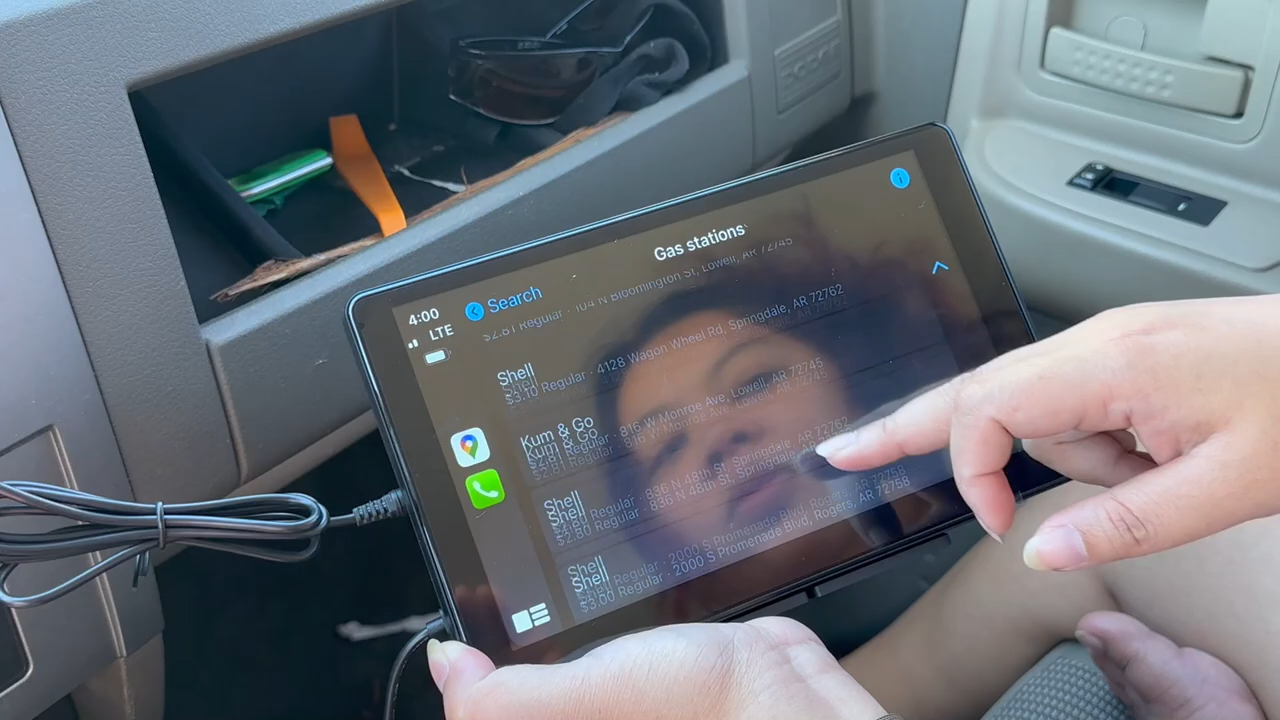 4:00
LTE
Search
Gas stations
$2.81 Regular · 104 N Bloomington St, Lowell, AR 72745
Shell
$3.10 Regular · 4128 Wagon Wheel Rd, Springdale, AR 72762
Kum & Go
$2.81 Regular · 816 W Monroe Ave, Lowell, AR 72745
Shell
$2.80 Regular · 836 N 48th St, Springdale, AR 72762
Shell
$3.00 Regular · 2000 S Promenade Blvd, Rogers, AR 72758